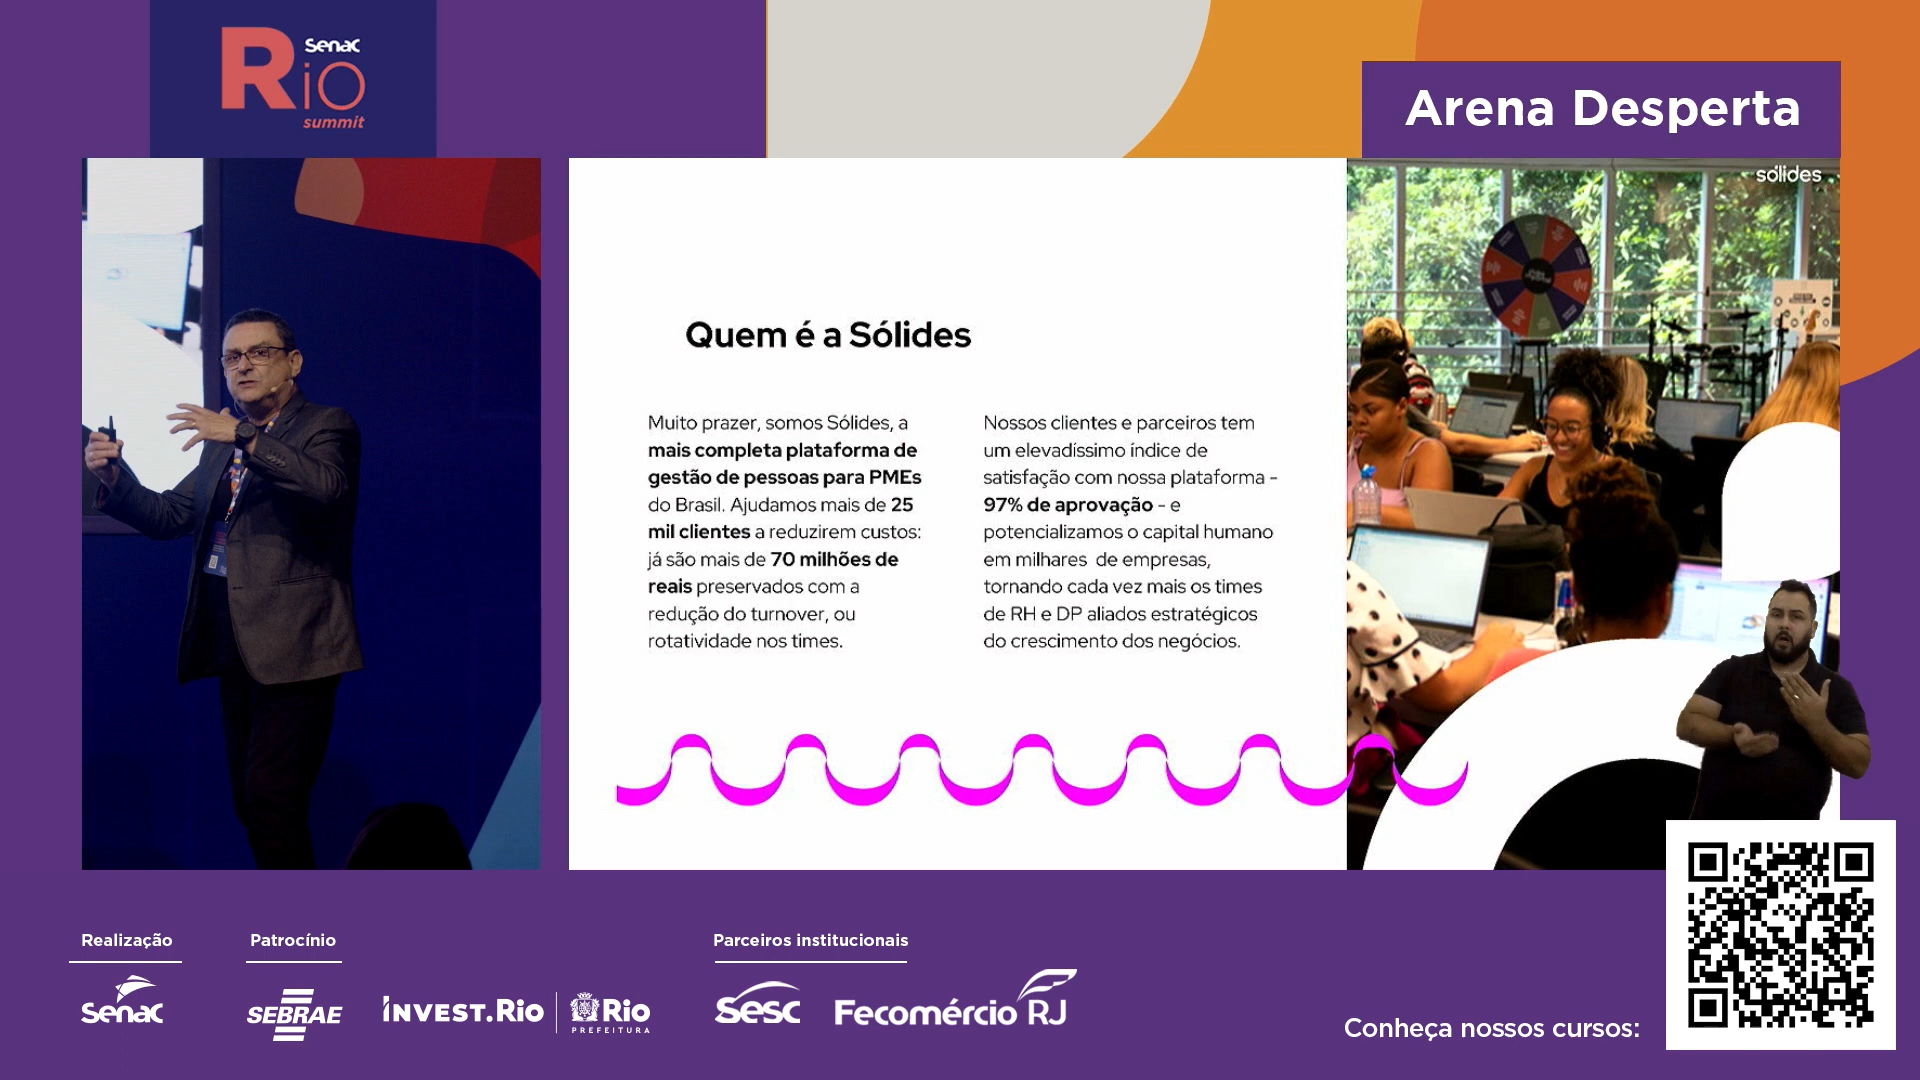 Senac
Rio
summit
Arena Desperta
sólides
Quem é a Sólides
Muito prazer, somos Sólides, a
mais completa plataforma de
gestão de pessoas para PMEs
do Brasil. Ajudamos mais de 25
mil clientes a reduzirem custos:
já são mais de 70 milhões de
reais preservados com a
redução do turnover, ou
rotatividade nos times.
Nossos clientes e parceiros tem
um elevadíssimo índice de
satisfação com nossa plataforma -
97% de aprovação - e
potencializamos o capital humano
em milhares de empresas,
tornando cada vez mais os times
de RH e DP aliados estratégicos
do crescimento dos negócios.
Realização
Senac
Patrocínio
SEBRAE
INVEST.Rio
Rio
PREFEITURA
Parceiros institucionais
Sesc
Fecomércio RJ
Conheça nossos cursos: